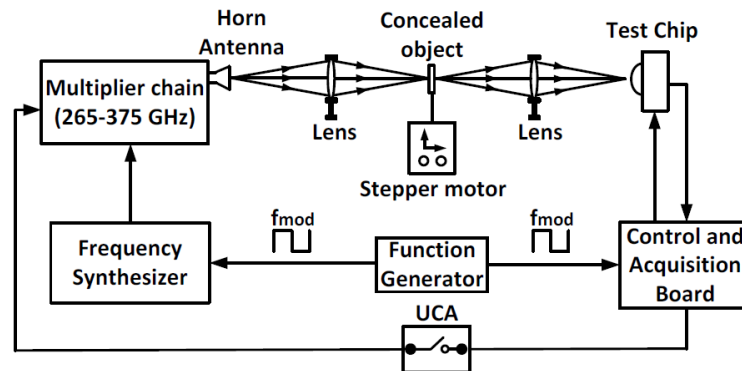 Horn
Antenna
Concealed
object
Test Chip
Multiplier chain
(265-375 GHz)
Lens
Lens
Stepper motor
fmod
fmod
Frequency
Synthesizer
Function
Generator
Control and
Acquisition
Board
UCA